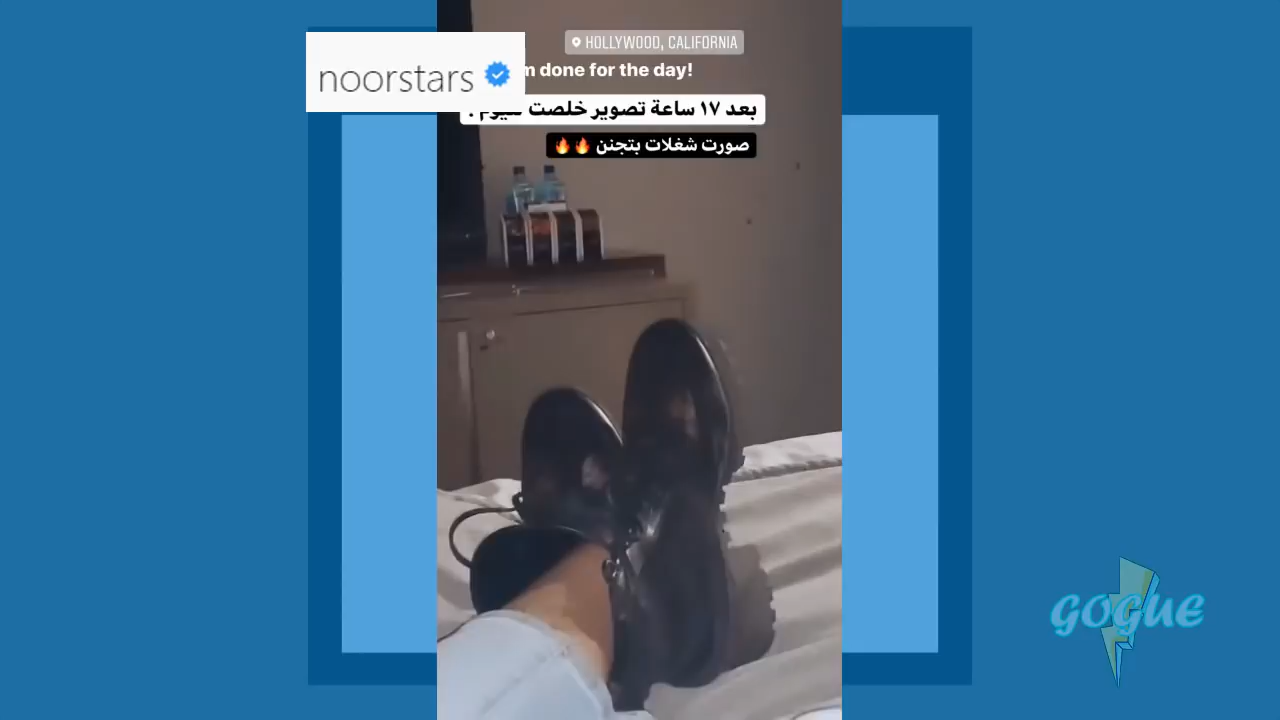 HOLLYWOOD, CALIFORNIA
noorstars
done for the day!
بعد ١٧ ساعة تصوير خلصت
صورت شغلات بتجنن 🔥🔥
GOGUE